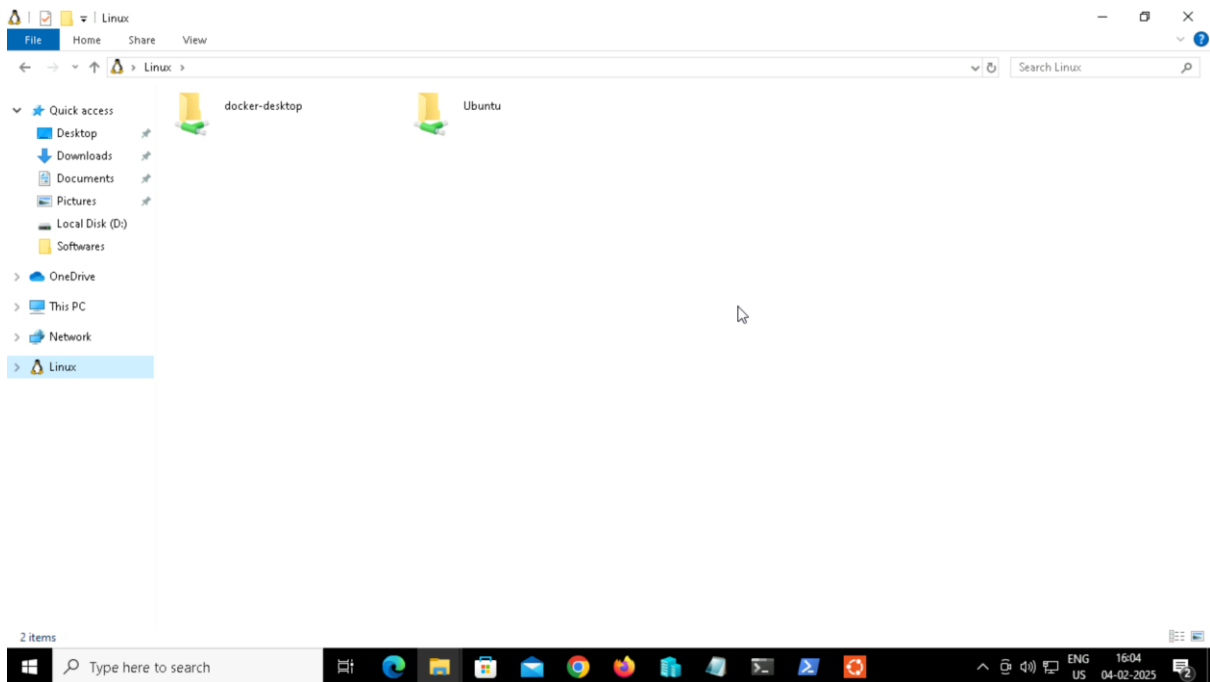 Linux
File Home Share View
Linux
Search Linux
Quick access
Desktop
Downloads
Documents
Pictures
Local Disk (D:)
Softwares
OneDrive
This PC
Network
Linux
docker-desktop
Ubuntu
2 items
Type here to search
ENG
US
16:04
04-02-2025
2